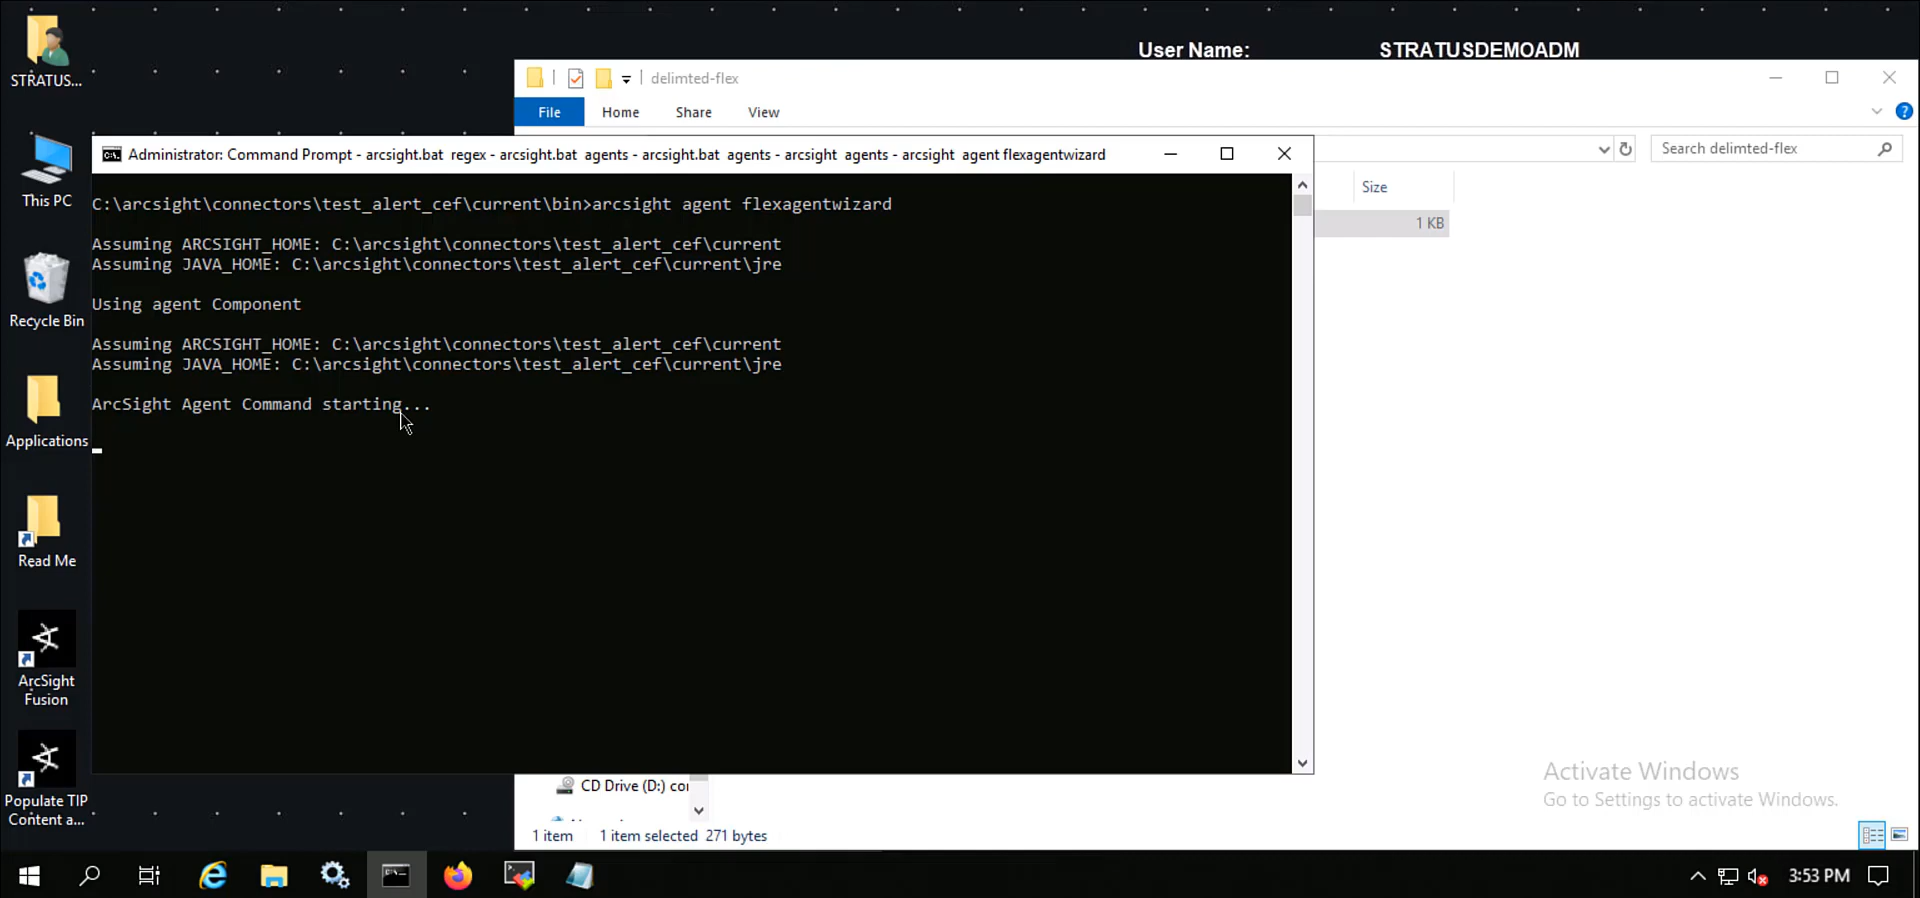 User Name: STRATUSDEMOADM
STRATUS...
This PC
Recycle Bin
Applications
Read Me
ArcSight
Fusion
Populate TIP
Content a...
delimted-flex
File Home Share View
Search delimted-flex
Size
1 KB
Administrator: Command Prompt - arcsight.bat regex - arcsight.bat agents - arcsight.bat agents - arcsight agents - arcsight agent flexagentwizard
C:\arcsight\connectors\test_alert_cef\current\bin>arcsight agent flexagentwizard
Assuming ARCSIGHT_HOME: C:\arcsight\connectors\test_alert_cef\current
Assuming JAVA_HOME: C:\arcsight\connectors\test_alert_cef\current\jre
Using agent Component
Assuming ARCSIGHT_HOME: C:\arcsight\connectors\test_alert_cef\current
Assuming JAVA_HOME: C:\arcsight\connectors\test_alert_cef\current\jre
ArcSight Agent Command starting...
CD Drive (D:) coı
1 item 1 item selected 271 bytes
Activate Windows
Go to Settings to activate Windows.
3:53 PM